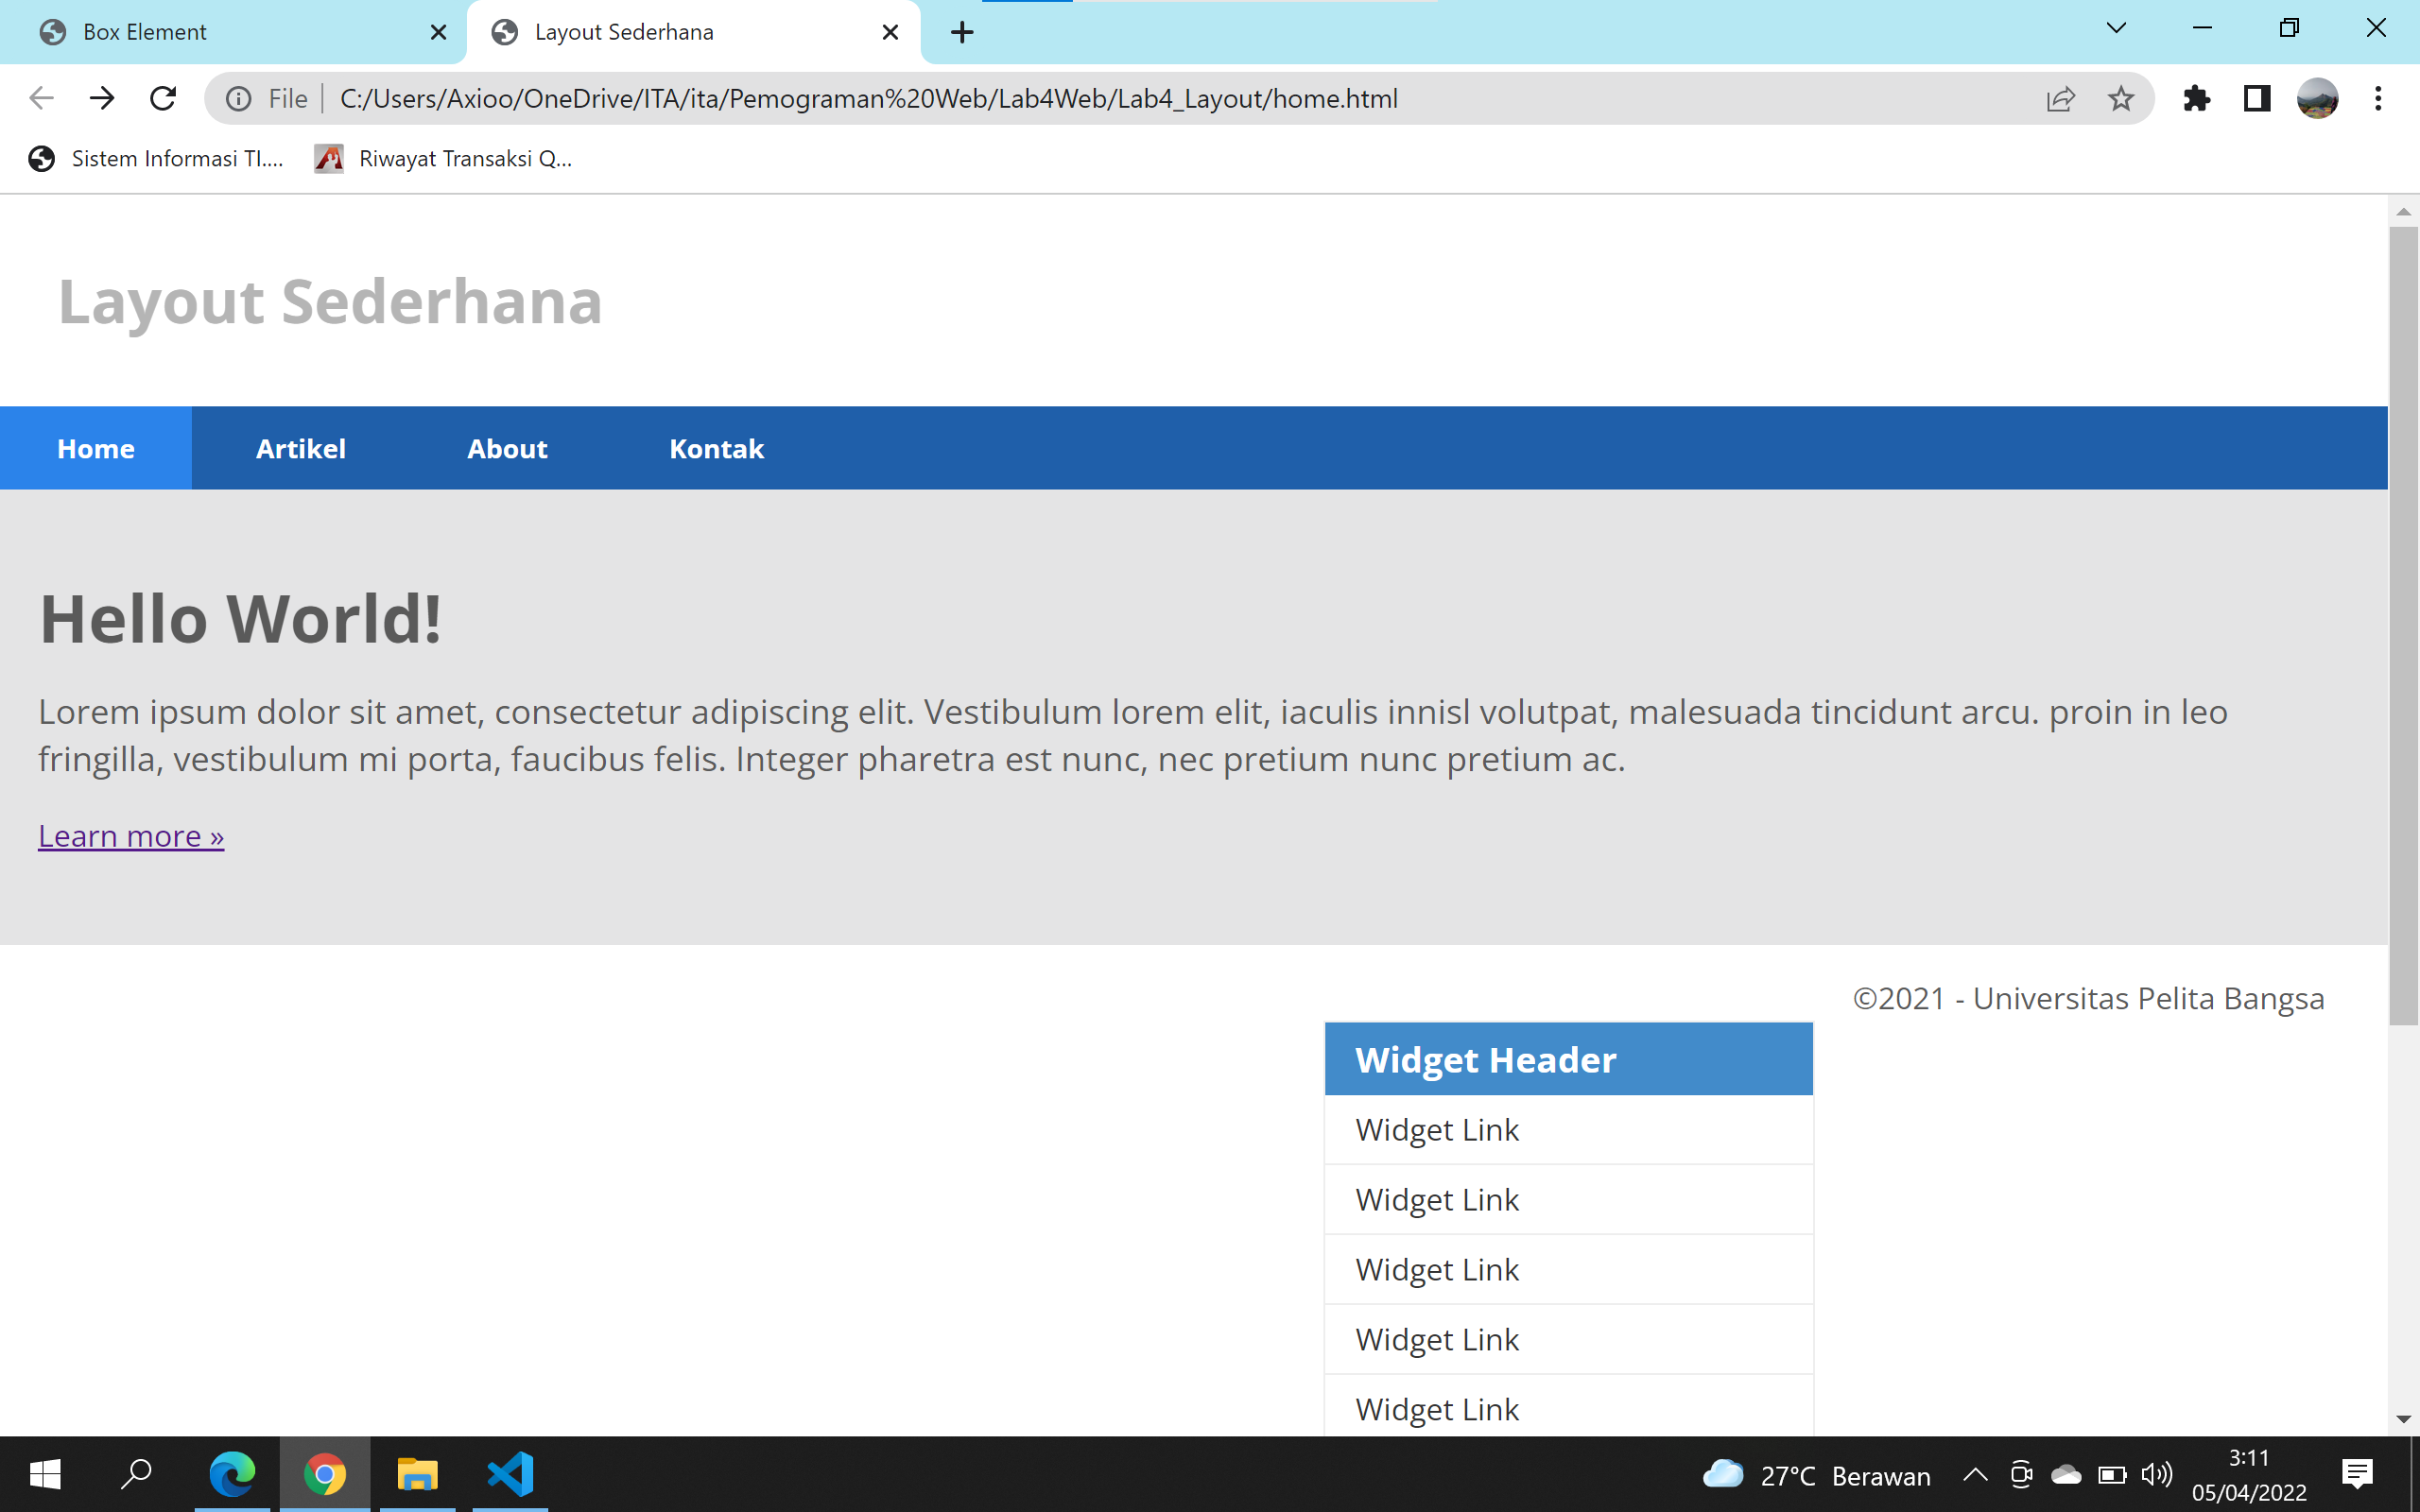 Box Element
Layout Sederhana
File
C:/Users/Axioo/OneDrive/ITA/ita/Pemograman%20Web/Lab4Web/Lab4_Layout/home.html
Sistem Informasi TI....
Riwayat Transaksi Q...
Layout Sederhana
Home Artikel About Kontak
Hello World!
Lorem ipsum dolor sit amet, consectetur adipiscing elit. Vestibulum lorem elit, iaculis innisl volutpat, malesuada tincidunt arcu. proin in leo
fringilla, vestibulum mi porta, faucibus felis. Integer pharetra est nunc, nec pretium nunc pretium ac.
Learn more »
©2021 - Universitas Pelita Bangsa
Widget Header
Widget Link
Widget Link
Widget Link
Widget Link
Widget Link
27°C Berawan
3:11
05/04/2022